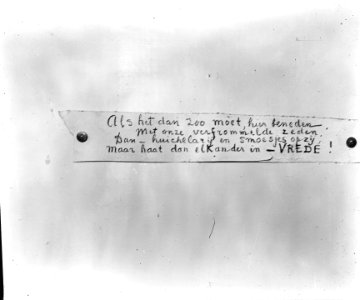 Als het dan zoo moet, hier beneden
Met onze verfrommelde zeden
Dan – huichelarij en smoesjes opzij
Maar haat dan elkander in – VREDE !